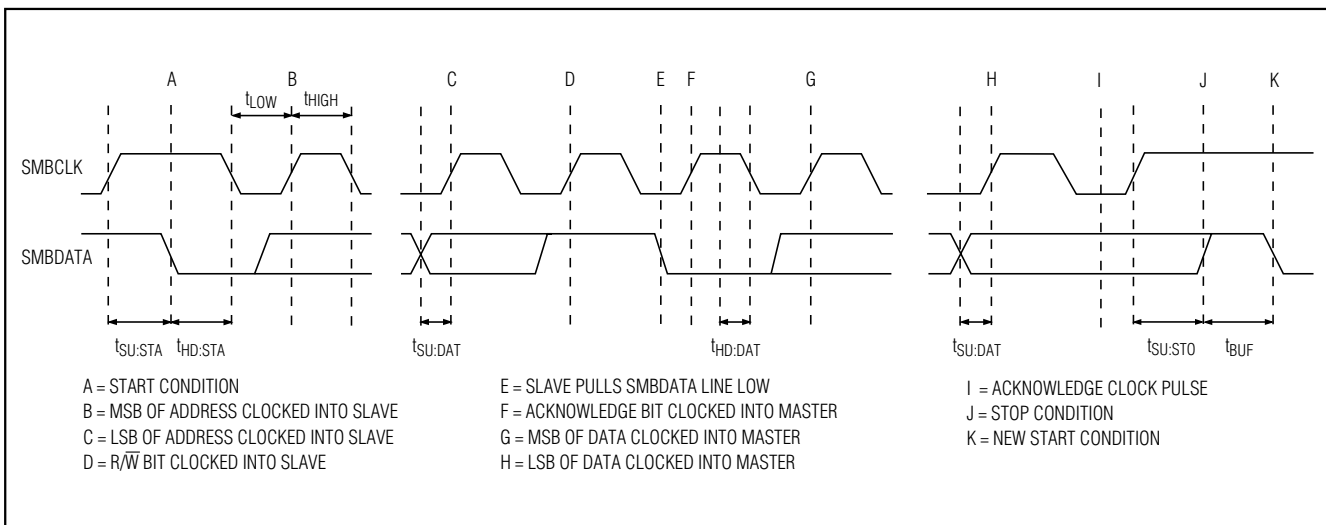 A B C D E F G H I J K
tLOW tHIGH
SMBCLK
SMBDATA
tSU:STA tHD:STA tSU:DAT tHD:DAT tSU:DAT tSU:STO tBUF
A = START CONDITION
B = MSB OF ADDRESS CLOCKED INTO SLAVE
C = LSB OF ADDRESS CLOCKED INTO SLAVE
D = R/W̅ BIT CLOCKED INTO SLAVE
E = SLAVE PULLS SMBDATA LINE LOW
F = ACKNOWLEDGE BIT CLOCKED INTO MASTER
G = MSB OF DATA CLOCKED INTO MASTER
H = LSB OF DATA CLOCKED INTO MASTER
I = ACKNOWLEDGE CLOCK PULSE
J = STOP CONDITION
K = NEW START CONDITION